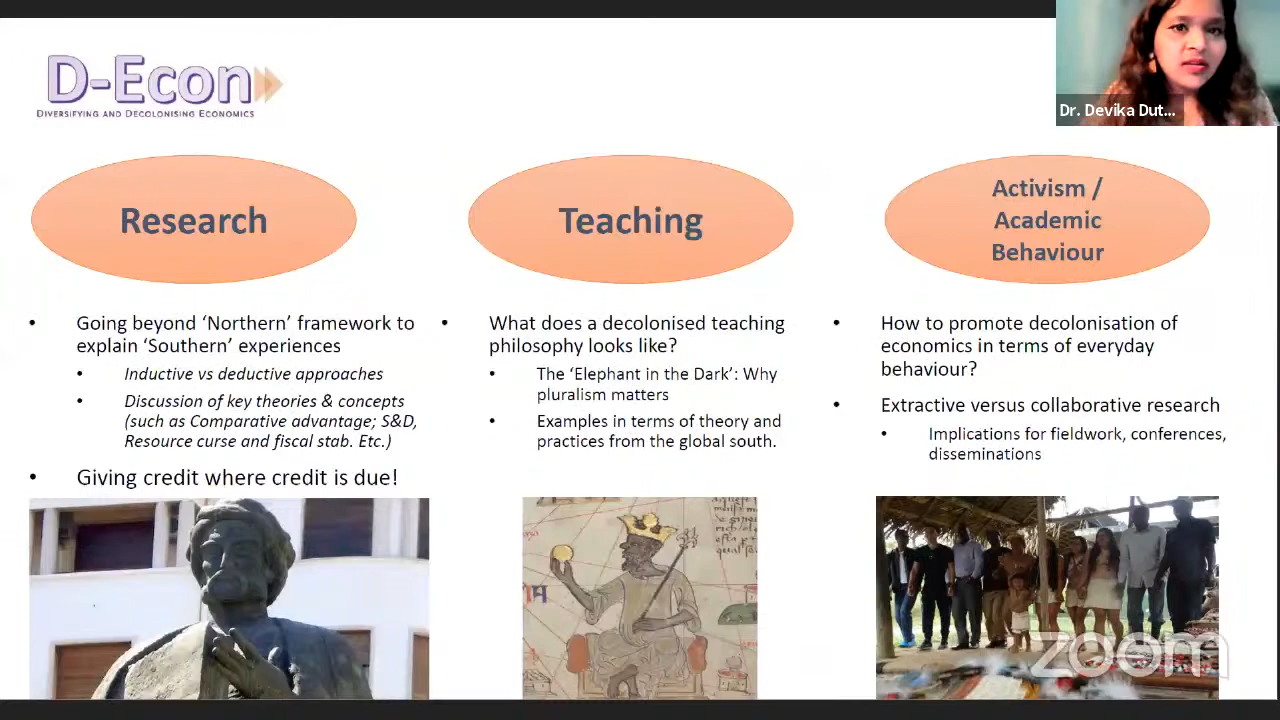 D-Econ
DIVERSIFYING AND DECOLONISING ECONOMICS
Dr. Devika Dut...
Research
Going beyond ‘Northern’ framework to
explain ‘Southern’ experiences
Inductive vs deductive approaches
Discussion of key theories & concepts
(such as Comparative advantage; S&D,
Resource curse and fiscal stab. Etc.)
Giving credit where credit is due!
Teaching
What does a decolonised teaching
philosophy looks like?
The ‘Elephant in the Dark’: Why
pluralism matters
Examples in terms of theory and
practices from the global south.
Activism /
Academic
Behaviour
How to promote decolonisation of
economics in terms of everyday
behaviour?
Extractive versus collaborative research
Implications for fieldwork, conferences,
disseminations
zoom